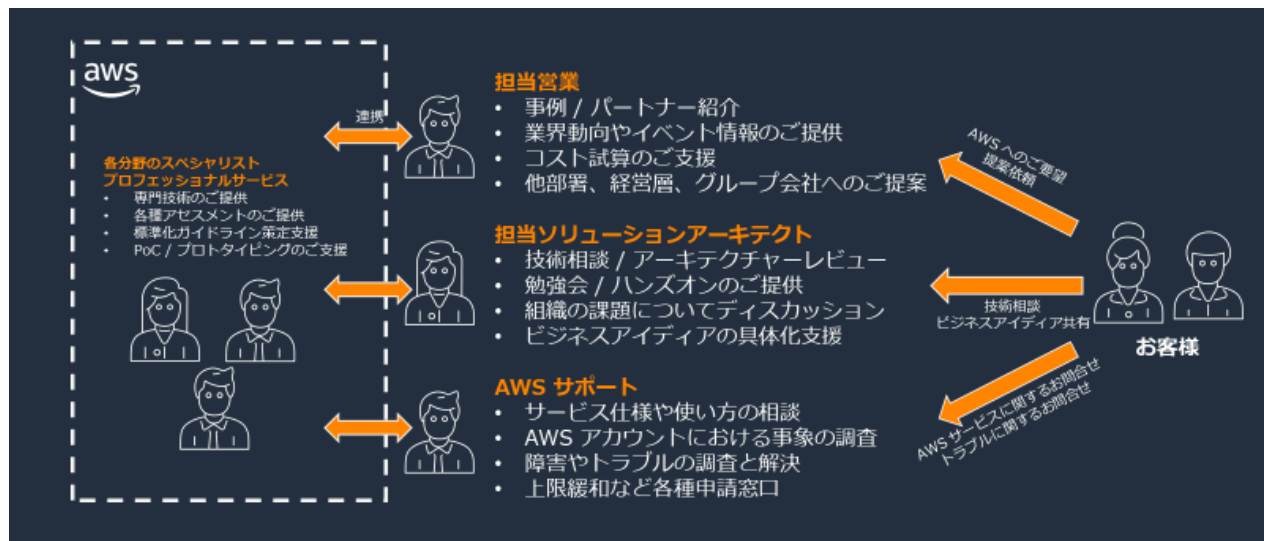 aws
各分野のスペシャリスト
プロフェッショナルサービス
• 専門技術のご提供
• 各種アセスメントのご提供
• 標準化ガイドライン策定支援
• PoC / プロトタイピングのご支援
連携
担当営業
• 事例 / パートナー紹介
• 業界動向やイベント情報のご提供
• コスト試算のご支援
• 他部署、経営層、グループ会社へのご提案
担当ソリューションアーキテクト
• 技術相談 / アーキテクチャーレビュー
• 勉強会 / ハンズオンのご提供
• 組織の課題についてディスカッション
• ビジネスアイディアの具体化支援
AWS サポート
• サービス仕様や使い方の相談
• AWS アカウントにおける事象の調査
• 障害やトラブルの調査と解決
• 上限緩和など各種申請窓口
AWSへのご要望
提案依頼
技術相談
ビジネスアイディア共有
AWSサービスに関するお問合せ
トラブルに関するお問合せ
お客様